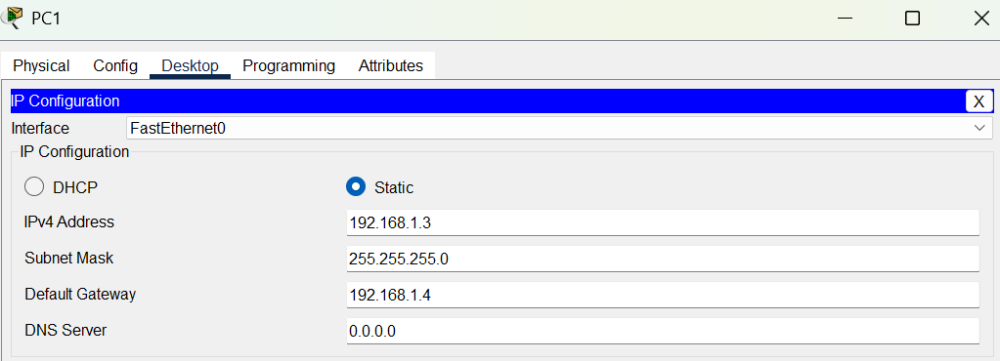 PC1
Physical Config Desktop Programming Attributes
IP Configuration X
Interface FastEthernet0
IP Configuration
DHCP Static
IPv4 Address 192.168.1.3
Subnet Mask 255.255.255.0
Default Gateway 192.168.1.4
DNS Server 0.0.0.0